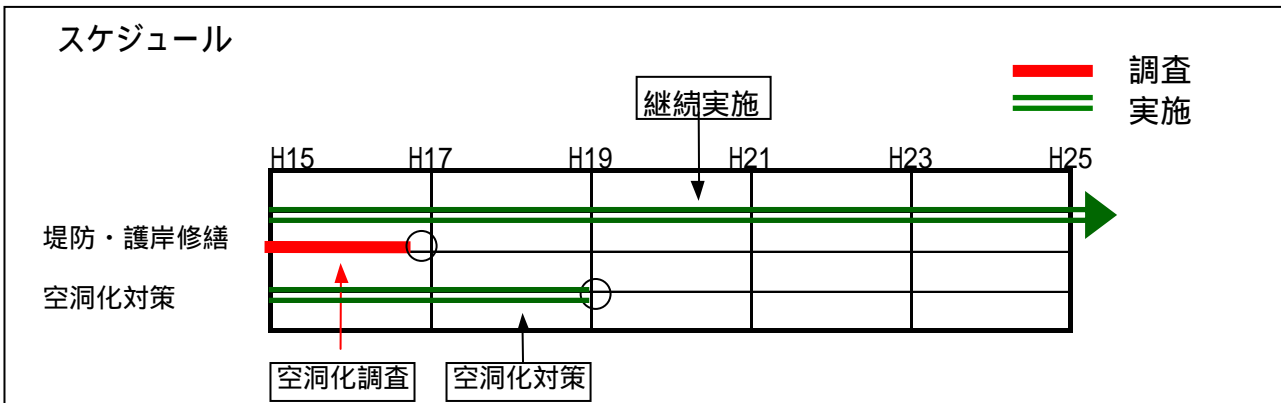 スケジュール
調査
実施
継続実施
H15 H17 H19 H21 H23 H25
堤防・護岸修繕
空洞化対策
空洞化調査 空洞化対策